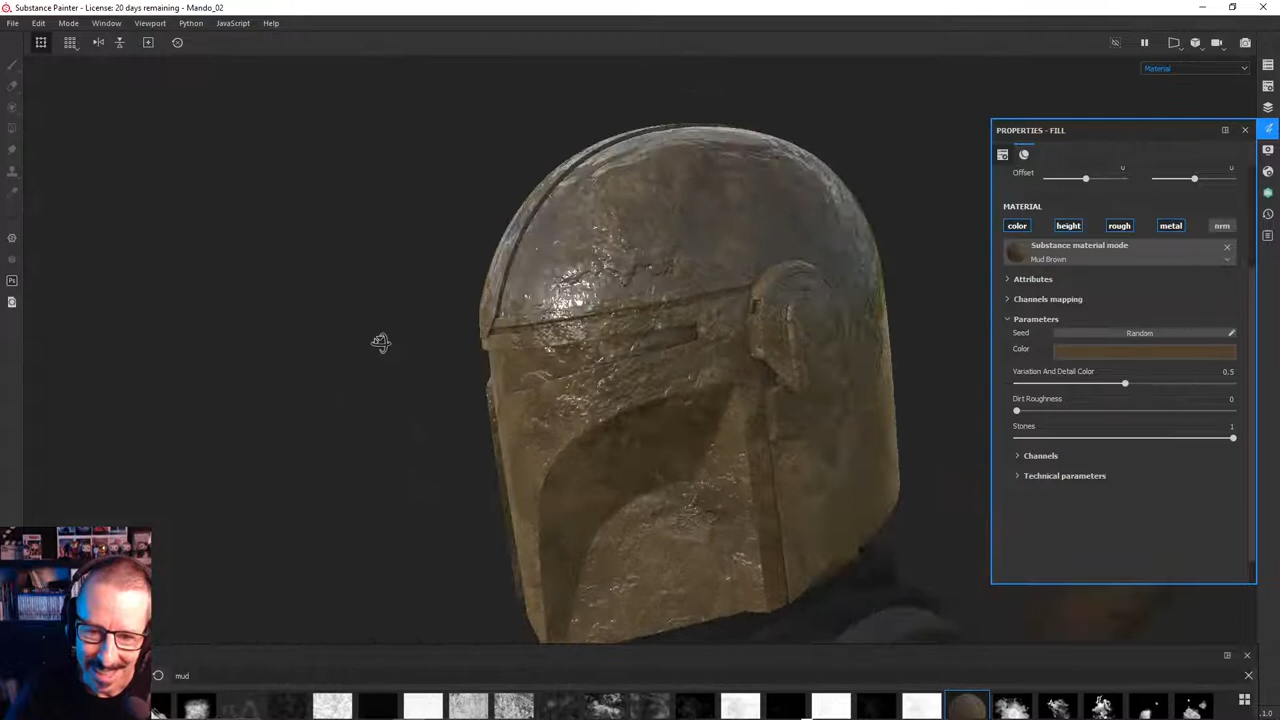 Substance Painter - License: 20 days remaining - Mando_02
File Edit Mode Window Viewport Python JavaScript Help
Material
PROPERTIES - FILL
Offset 0 0
MATERIAL
color height rough metal nrm
Substance material mode
Mud Brown
Attributes
Channels mapping
Parameters
Seed Random
Color
Variation And Detail Color 0.5
Dirt Roughness 0
Stones 1
Channels
Technical parameters
mud